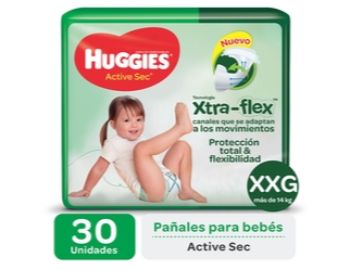 Nuevo
HUGGIES
Active Sec
Tecnología
Xtra-flex™
canales que se adaptan
a los movimientos
Protección
total &
flexibilidad
XXG
más de 14 kg
30
Unidades
Pañales para bebés
Active Sec